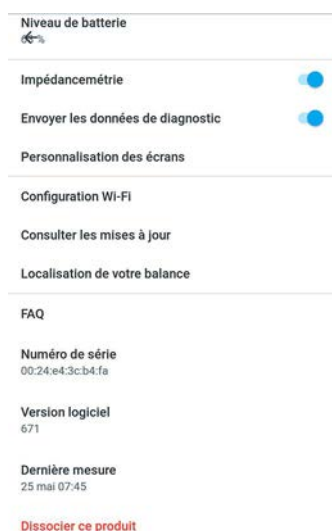 Niveau de batterie
%
Impédancemétrie
Envoyer les données de diagnostic
Personnalisation des écrans
Configuration Wi-Fi
Consulter les mises à jour
Localisation de votre balance
FAQ
Numéro de série
00:24:e4:3c:b4:fa
Version logiciel
671
Dernière mesure
25 mai 07:45
Dissocier ce produit